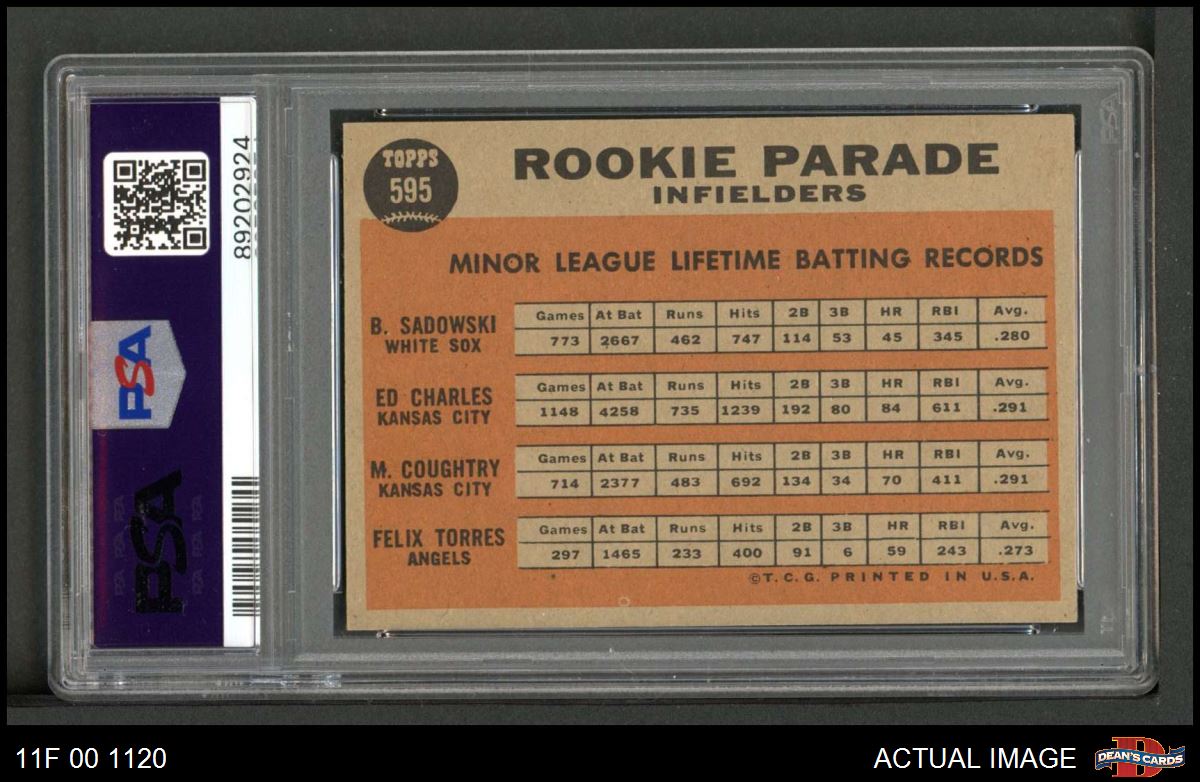 89202924
PSA
PSA
TOPPS
595
ROOKIE PARADE
INFIELDERS
MINOR LEAGUE LIFETIME BATTING RECORDS
B. SADOWSKI
WHITE SOX
Games At Bat Runs Hits 2B 3B HR RBI Avg.
773 2667 462 747 114 53 45 345 .280
ED CHARLES
KANSAS CITY
Games At Bat Runs Hits 2B 3B HR RBI Avg.
1148 4258 735 1239 192 80 84 611 .291
M. COUGHTRY
KANSAS CITY
Games At Bat Runs Hits 2B 3B HR RBI Avg.
714 2377 483 692 134 34 70 411 .291
FELIX TORRES
ANGELS
Games At Bat Runs Hits 2B 3B HR RBI Avg.
297 1465 233 400 91 6 59 243 .273
©T.C.G. PRINTED IN U.S.A.
11F 00 1120
ACTUAL IMAGE
DEAN'S CARDS